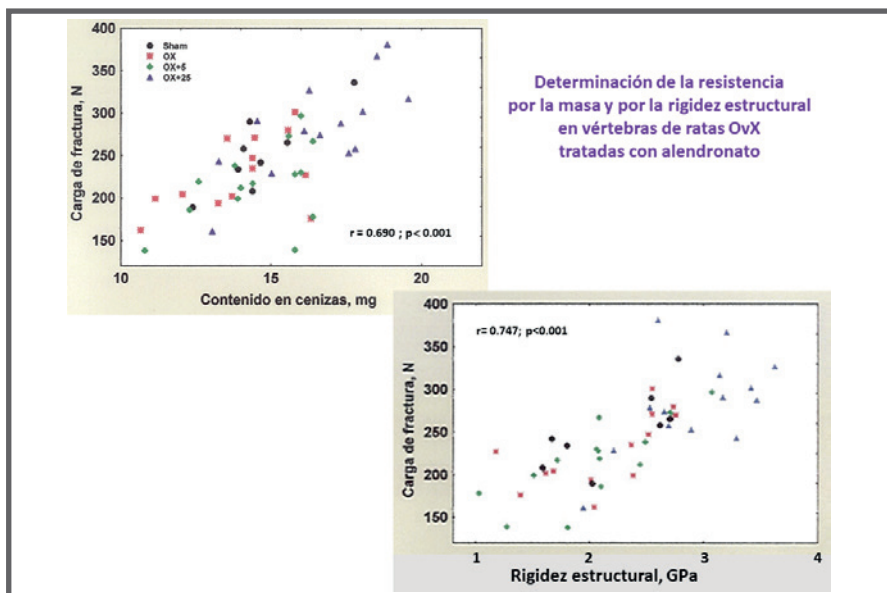 400
350
300
250
200
150
Carga de fractura, N
Sham
OX
OX+5
OX+25
r = 0.690 ; p< 0.001
10
15
20
Contenido en cenizas, mg
Determinación de la resistencia
por la masa y por la rigidez estructural
en vértebras de ratas OvX
tratadas con alendronato
400
350
300
250
200
150
Carga de fractura, N
r= 0.747; p<0.001
1
2
3
4
Rigidez estructural, GPa